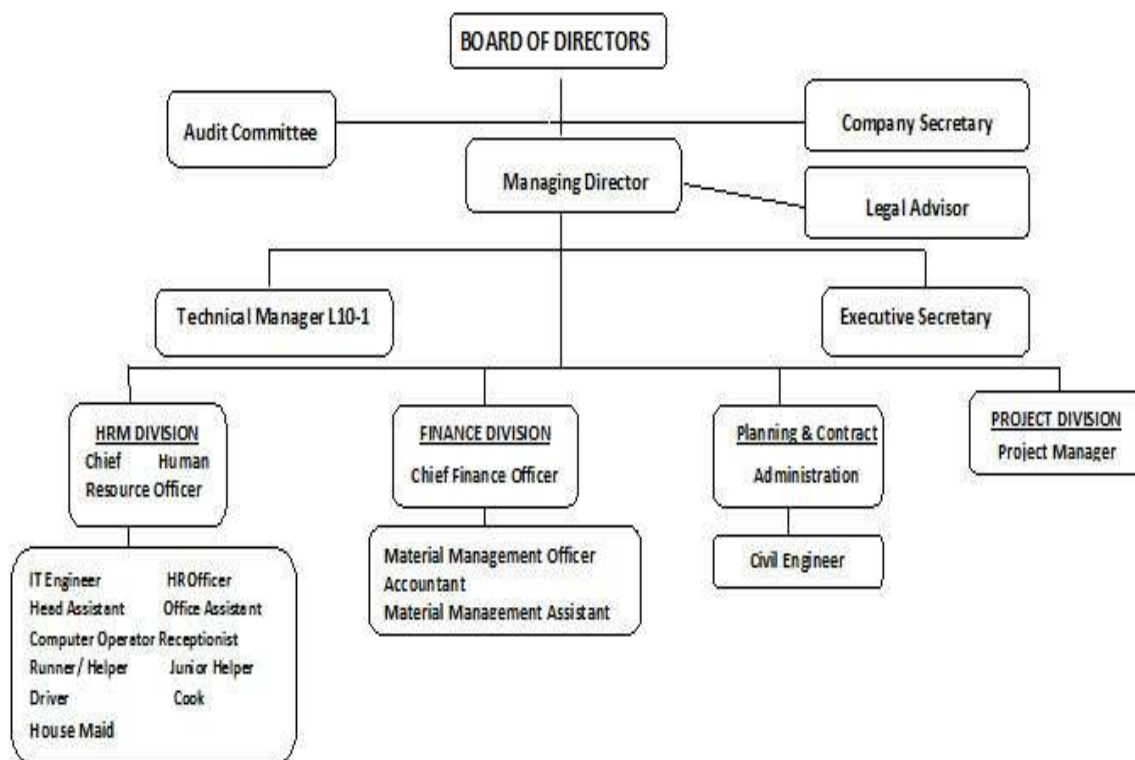 BOARD OF DIRECTORS
Audit Committee
Company Secretary
Managing Director
Legal Advisor
Technical Manager L10-1
Executive Secretary
HRM DIVISION
Chief Human
Resource Officer
FINANCE DIVISION
Chief Finance Officer
Planning & Contract
Administration
PROJECT DIVISION
Project Manager
IT Engineer HR Officer
Head Assistant Office Assistant
Computer Operator Receptionist
Runner/ Helper Junior Helper
Driver Cook
House Maid
Material Management Officer
Accountant
Material Management Assistant
Civil Engineer